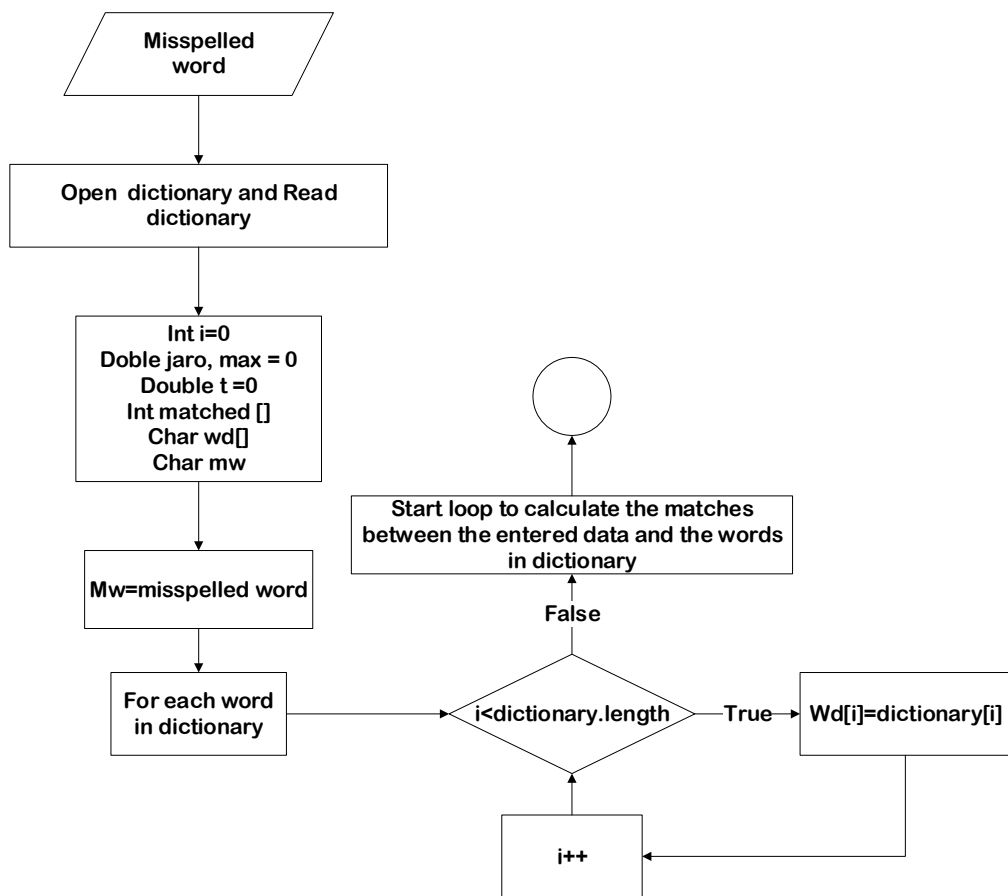 Misspelled
word
Open dictionary and Read
dictionary
Int i=0
Doble jaro, max = 0
Double t =0
Int matched []
Char wd[]
Char mw
Mw=misspelled word
For each word
in dictionary
i<dictionary.length
True
Wd[i]=dictionary[i]
i++
False
Start loop to calculate the matches
between the entered data and the words
in dictionary